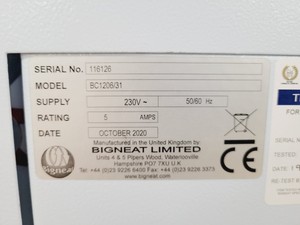 SERIAL No. 116126
MODEL BC1206/31
SUPPLY 230V ~ 50/60 Hz
RATING 5 AMPS
DATE OCTOBER 2020
Manufactured in the United Kingdom by:
BIGNEAT LIMITED
Units 4 & 5 Pipers Wood, Waterlooville
Hampshire PO7 7XU U.K
Tel: +44 (0)23 9226 6400 Fax: +44 (0)23 9226 3373
www.bigneat.com
Bigneat
CE
T
FOR